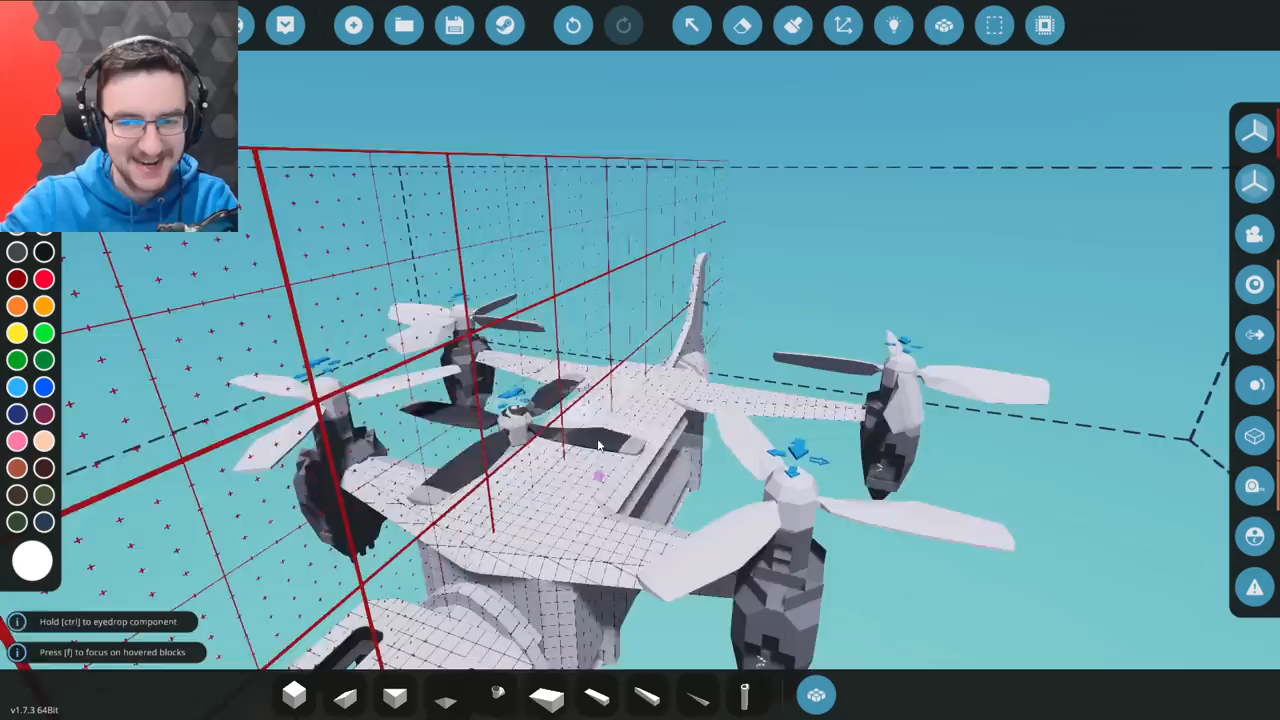 Hold [ctrl] to eyedrop component
Press [f] to focus on hovered blocks
v1.7.3 64Bit